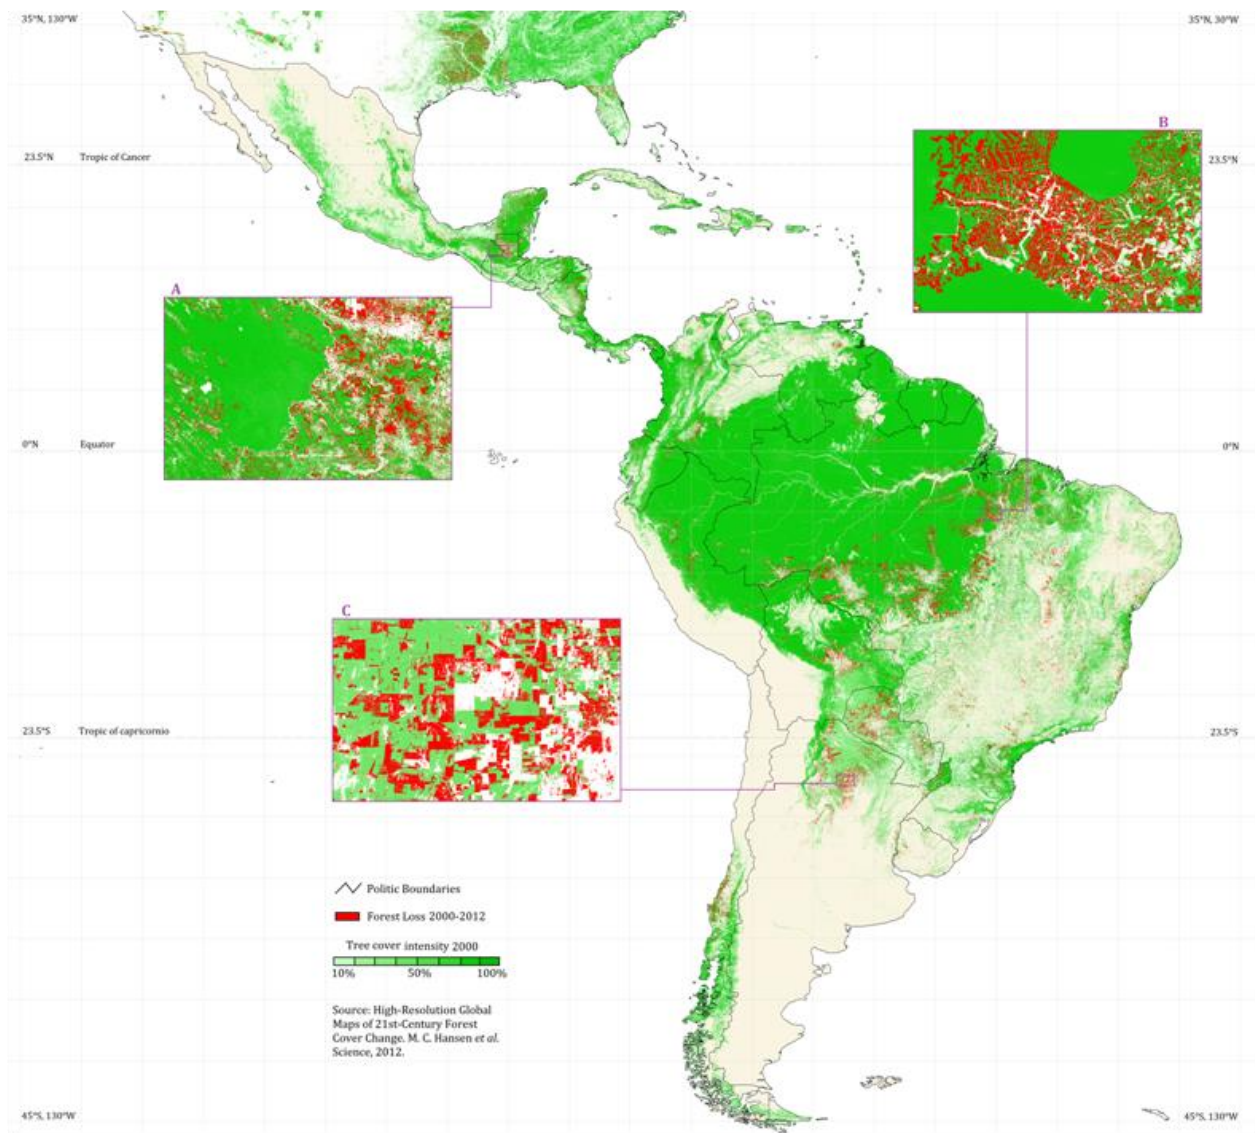 35°N, 130°W
35°N, 30°W
B
23.5°N Tropic of Cancer
23.5°N
A
0°N Equator
0°N
C
23.5°S Tropic of capricornio
23.5°S
Politic Boundaries
Forest Loss 2000-2012
Tree cover intensity 2000
10% 50% 100%
Source: High-Resolution Global
Maps of 21st-Century Forest
Cover Change. M. C. Hansen et al.
Science, 2012.
45°S, 130°W
45°S, 30°W